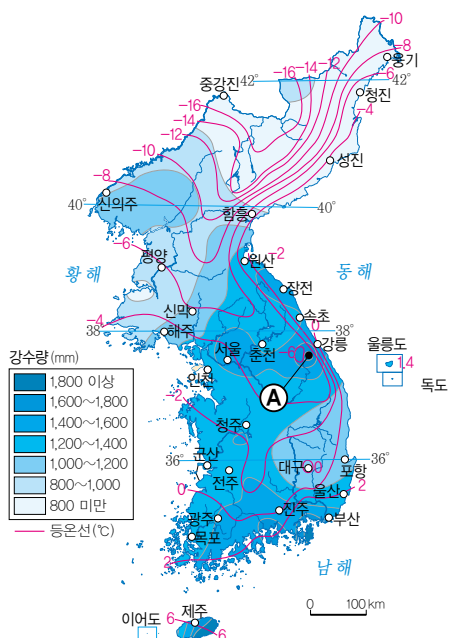 -10
-8
-6
-16
-14
-12
42°
42°
웅기
중강진
청진
-4
-16
-14
-12
-10
성진
-8
40°
신의주
40°
함흥
-6
평양
원산
-2
황해
동해
장전
신막
속초
-4
38°
해주
0
38°
강릉
울릉도
강수량(mm)
서울
춘천
-6
1.4
1,800 이상
인천
독도
1,600~1,800
-2
A
1,400~1,600
청주
1,200~1,400
1,000~1,200
36°
군산
36°
800~1,000
대구
0
포항
800 미만
전주
0
울산
2
등온선(℃)
광주
진주
부산
목포
2
남해
이어도
제주
6
6
0
100km